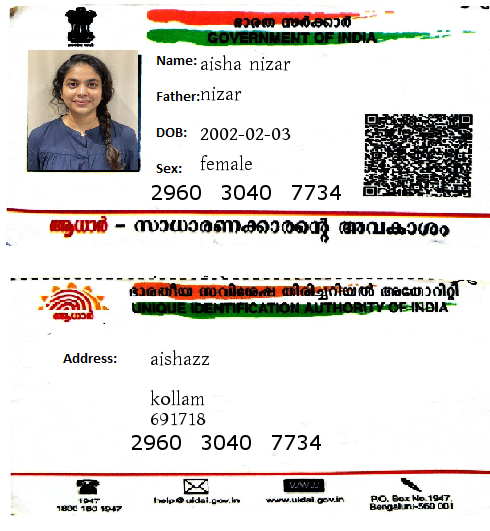 ഭാരത സർക്കാർ
GOVERNMENT OF INDIA
Name: aisha nizar
Father: nizar
DOB: 2002-02-03
Sex: female
2960 3040 7734
ആധാർ – സാധാരണക്കാരന്റെ അവകാശം
ഭാരതീയ സവിശേഷ തിരിച്ചറിയൽ അതോറിറ്റി
UNIQUE IDENTIFICATION AUTHORITY OF INDIA
ആധാർ
Address: aishazz
kollam
691718
2960 3040 7734
1947
1800 180 1947
help@uidai.gov.in
WWW
www.uidai.gov.in
P.O. Box No.1947,
Bengaluru-560 001